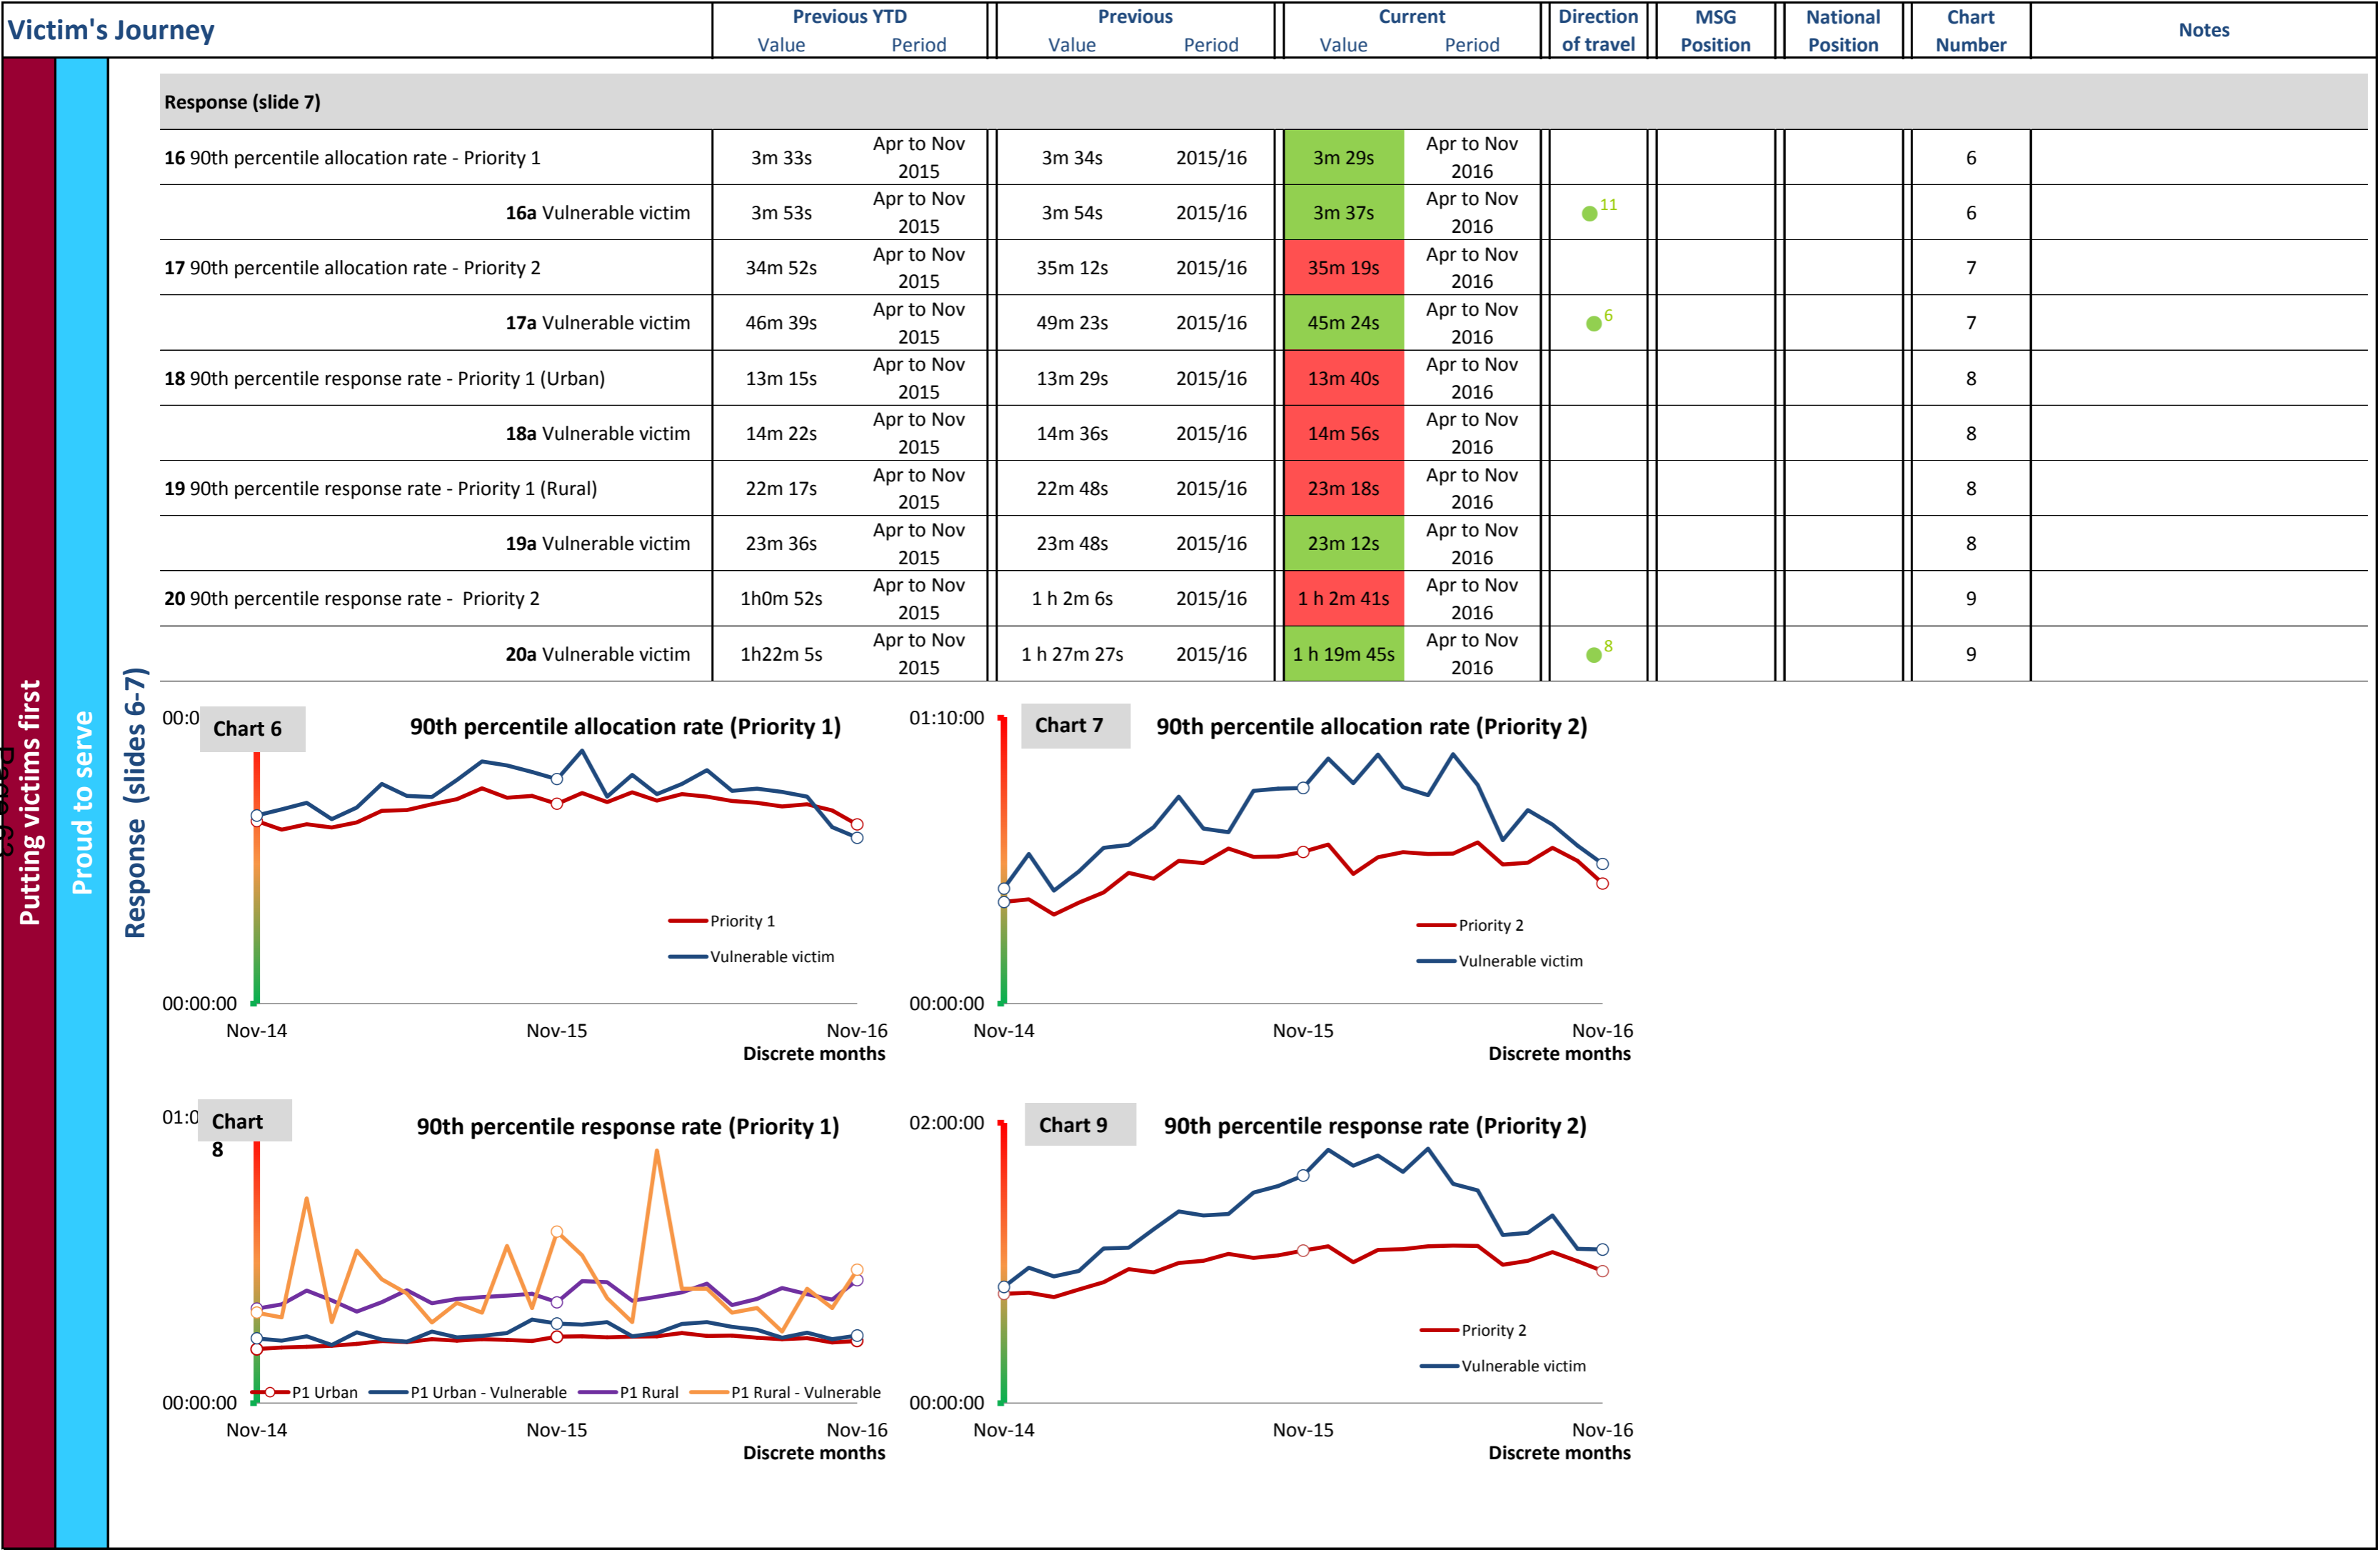 Victim's Journey
Previous YTD Previous Current Direction MSG National Chart Notes
Value Period Value Period Value Period of travel Position Position Number
Response (slide 7)
16 90th percentile allocation rate - Priority 1 3m 33s Apr to Nov 2015 3m 34s 2015/16 3m 29s Apr to Nov 2016 6
16a Vulnerable victim 3m 53s Apr to Nov 2015 3m 54s 2015/16 3m 37s Apr to Nov 2016 11 6
17 90th percentile allocation rate - Priority 2 34m 52s Apr to Nov 2015 35m 12s 2015/16 35m 19s Apr to Nov 2016 7
17a Vulnerable victim 46m 39s Apr to Nov 2015 49m 23s 2015/16 45m 24s Apr to Nov 2016 6 7
18 90th percentile response rate - Priority 1 (Urban) 13m 15s Apr to Nov 2015 13m 29s 2015/16 13m 40s Apr to Nov 2016 8
18a Vulnerable victim 14m 22s Apr to Nov 2015 14m 36s 2015/16 14m 56s Apr to Nov 2016 8
19 90th percentile response rate - Priority 1 (Rural) 22m 17s Apr to Nov 2015 22m 48s 2015/16 23m 18s Apr to Nov 2016 8
19a Vulnerable victim 23m 36s Apr to Nov 2015 23m 48s 2015/16 23m 12s Apr to Nov 2016 8
20 90th percentile response rate - Priority 2 1h0m 52s Apr to Nov 2015 1 h 2m 6s 2015/16 1 h 2m 41s Apr to Nov 2016 9
20a Vulnerable victim 1h22m 5s Apr to Nov 2015 1 h 27m 27s 2015/16 1 h 19m 45s Apr to Nov 2016 8 9
Putting victims first
Proud to serve
Response (slides 6-7)
00:0
Chart 6
90th percentile allocation rate (Priority 1)
Priority 1
Vulnerable victim
00:00:00
Nov-14 Nov-15 Nov-16
Discrete months
01:10:00
Chart 7
90th percentile allocation rate (Priority 2)
Priority 2
Vulnerable victim
00:00:00
Nov-14 Nov-15 Nov-16
Discrete months
01:0
Chart
8
90th percentile response rate (Priority 1)
P1 Urban P1 Urban - Vulnerable P1 Rural P1 Rural - Vulnerable
00:00:00
Nov-14 Nov-15 Nov-16
Discrete months
02:00:00
Chart 9
90th percentile response rate (Priority 2)
Priority 2
Vulnerable victim
00:00:00
Nov-14 Nov-15 Nov-16
Discrete months